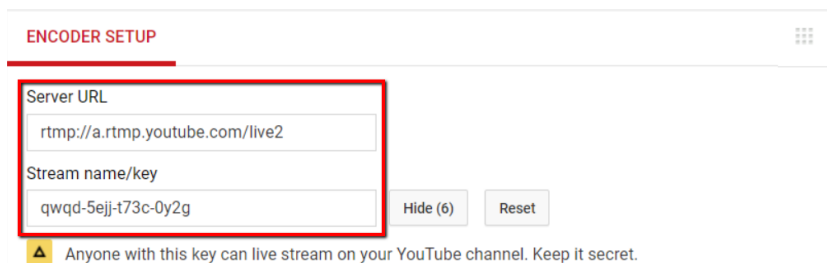 ENCODER SETUP
Server URL
rtmp://a.rtmp.youtube.com/live2
Stream name/key
qwqd-5ejj-t73c-0y2g
Hide (6)
Reset
Anyone with this key can live stream on your YouTube channel. Keep it secret.